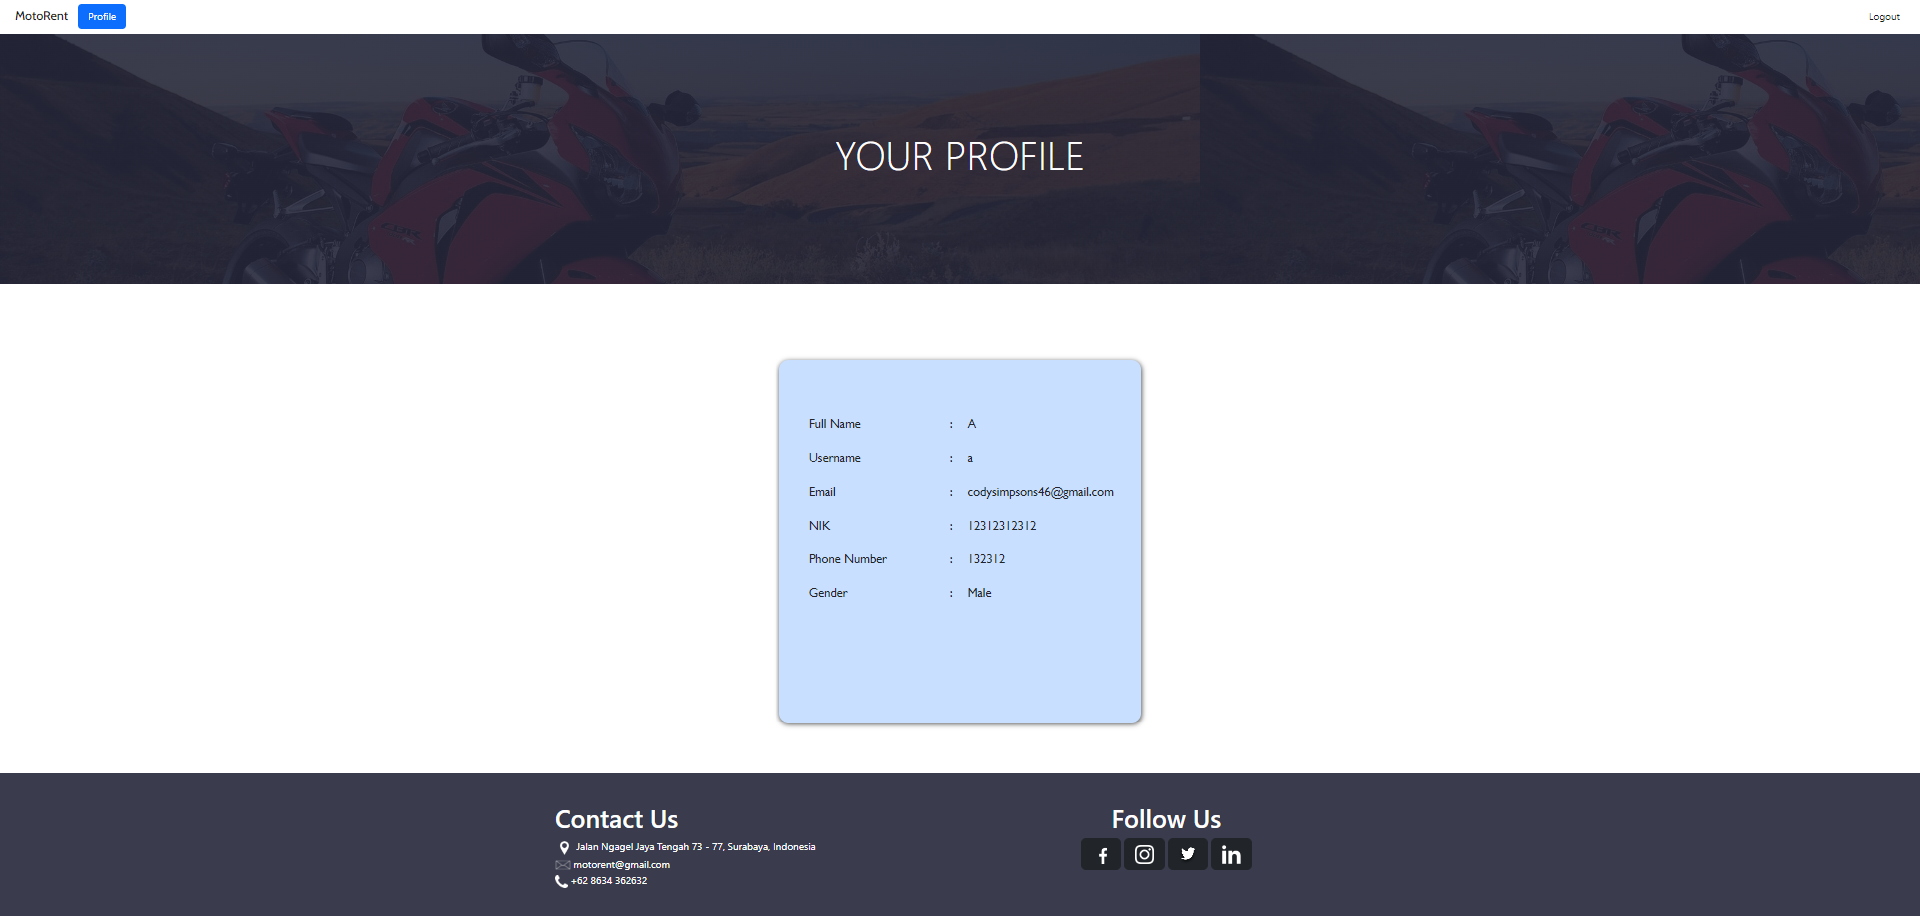 MotoRent Profile Logout
YOUR PROFILE
Full Name : A
Username : a
Email : codysimpsons46@gmail.com
NIK : 12312312312
Phone Number : 132312
Gender : Male
Contact Us
Jalan Ngagel Jaya Tengah 73 - 77, Surabaya, Indonesia
motorent@gmail.com
+62 8634 362632
Follow Us